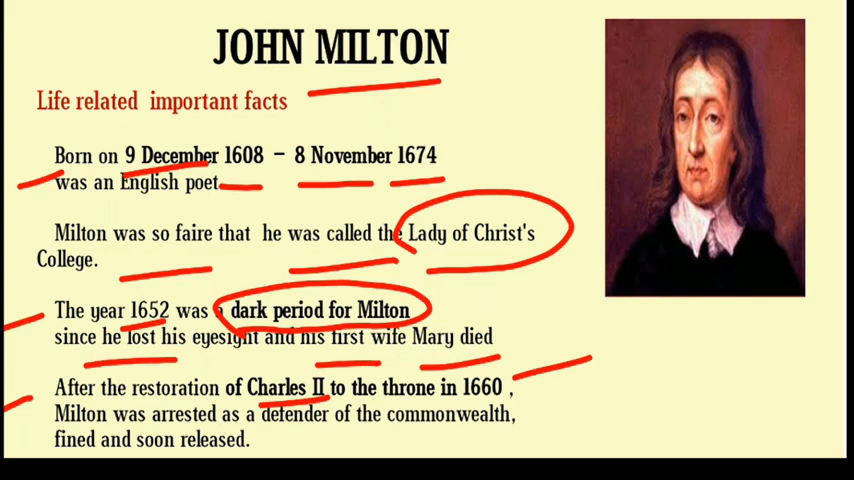 JOHN MILTON
Life related important facts
Born on 9 December 1608 – 8 November 1674
was an English poet
Milton was so faire that he was called the Lady of Christ's
College.
The year 1652 was a dark period for Milton
since he lost his eyesight and his first wife Mary died
After the restoration of Charles II to the throne in 1660 ,
Milton was arrested as a defender of the commonwealth,
fined and soon released.